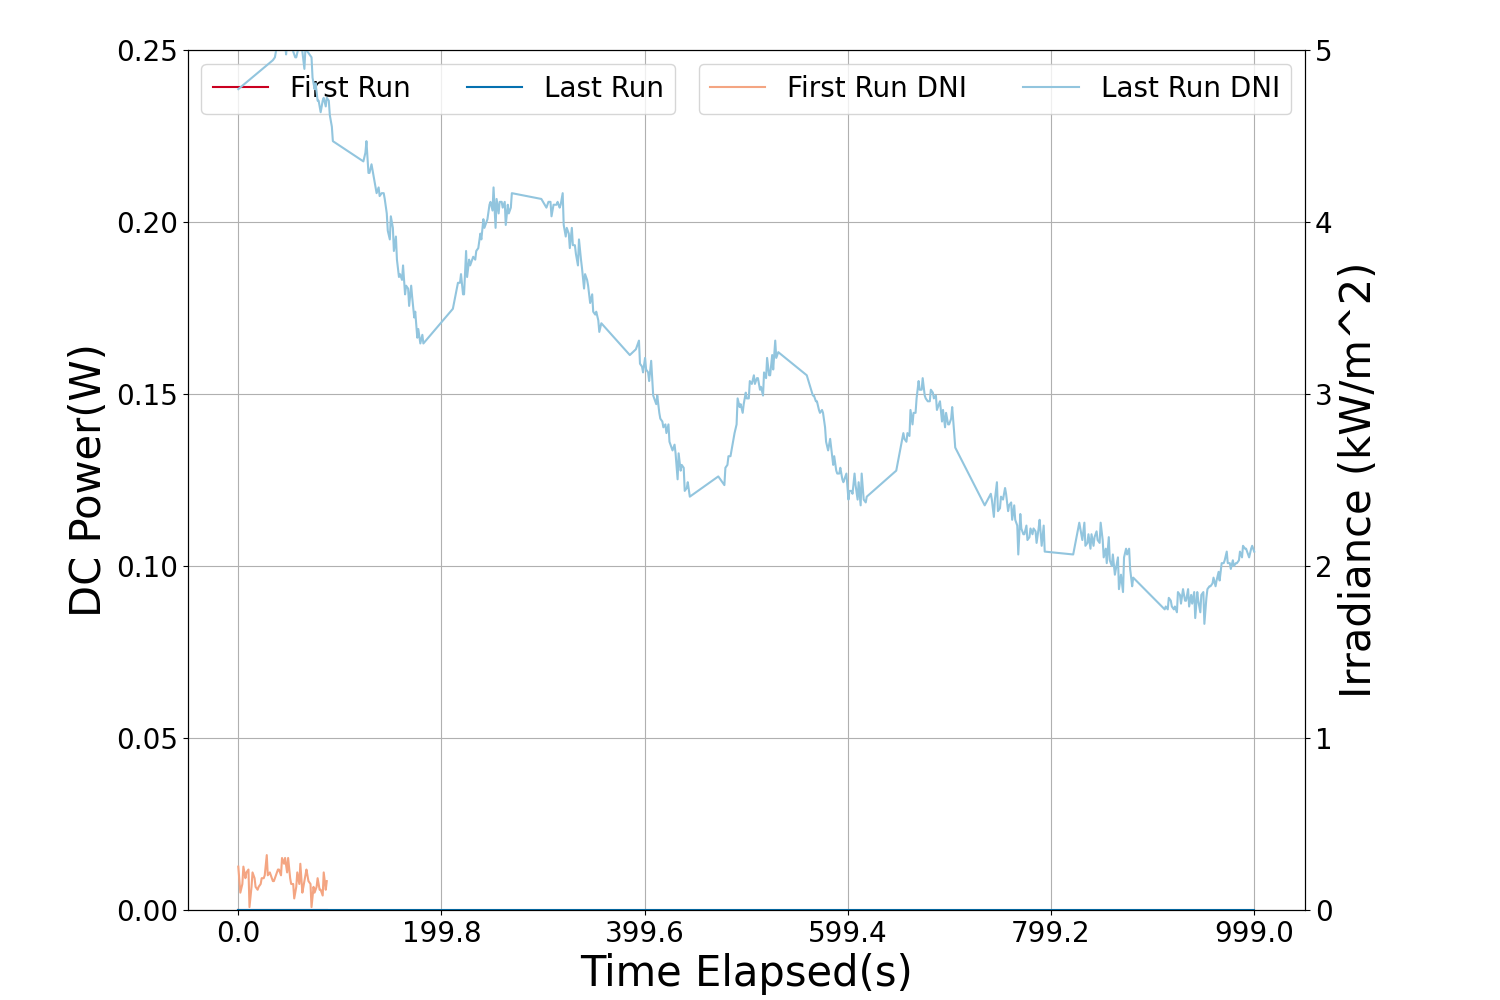 First Run
Last Run
First Run DNI
Last Run DNI
0.25
0.20
0.15
0.10
0.05
0.00
DC Power(W)
5
4
3
2
1
0
Irradiance (kW/m^2)
0.0 199.8 399.6 599.4 799.2 999.0
Time Elapsed(s)